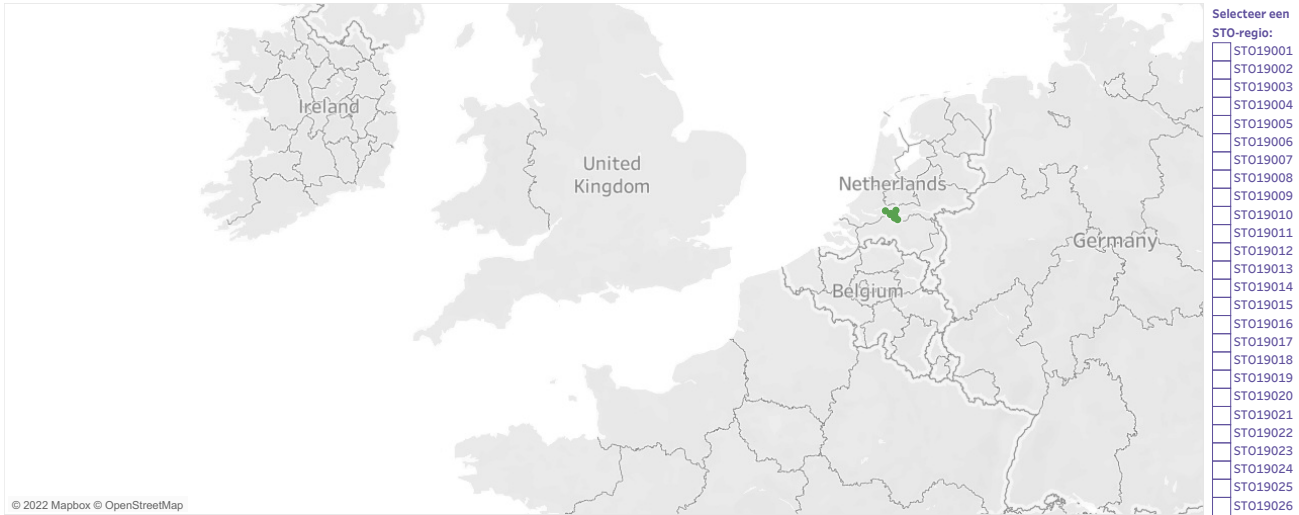 Ireland
United
Kingdom
Netherlands
Germany
Belgium
© 2022 Mapbox © OpenStreetMap
Selecteer een
STO-regio:
STO19001
STO19002
STO19003
STO19004
STO19005
STO19006
STO19007
STO19008
STO19009
STO19010
STO19011
STO19012
STO19013
STO19014
STO19015
STO19016
STO19017
STO19018
STO19019
STO19020
STO19021
STO19022
STO19023
STO19024
STO19025
STO19026